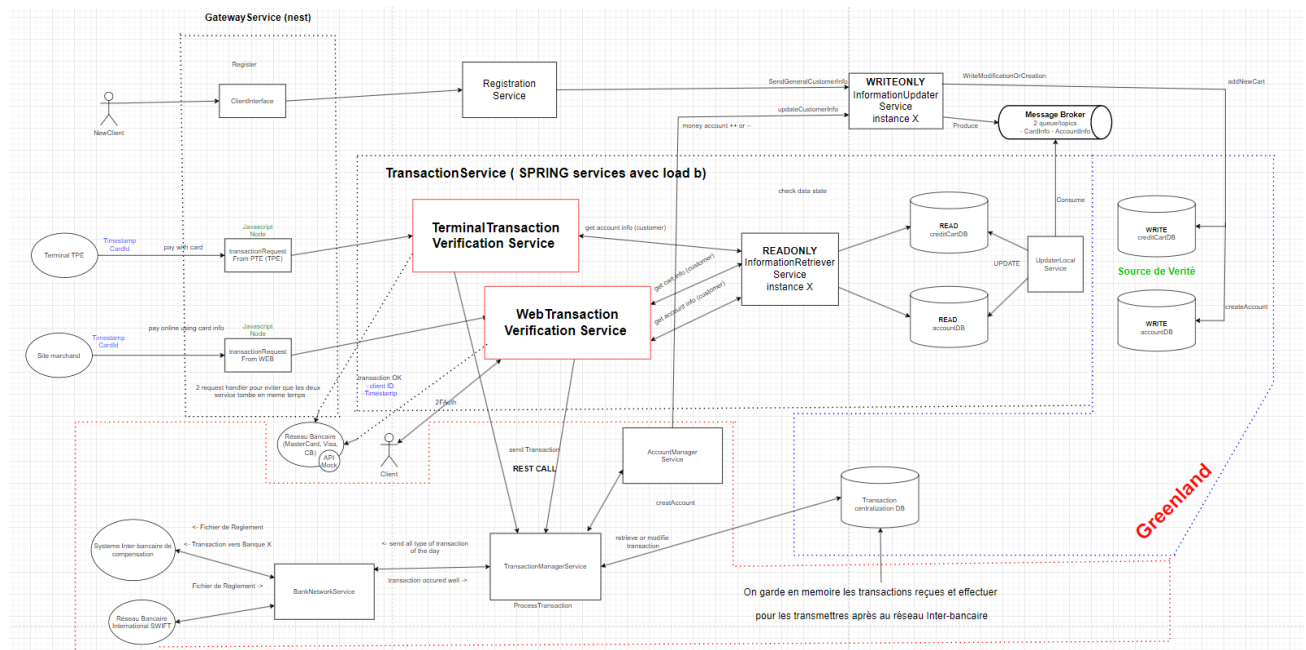 GatewayService (nest)
Register
ClientInterface
NewClient
Registration
Service
SendGeneralCustomerInfo
updateCustomerInfo
money account ++ or --
WRITEONLY
InformationUpdater
Service
instance X
WriteModificationOrCreation
addNewCart
Produce
Message Broker
2 queue/topics
- CardInfo - AccountInfo
TransactionService ( SPRING services avec load b)
check data state
Consume
Terminal TPE
Timestamp
CardId
pay with card
Javascript
Node
transactionRequest
From PTE (TPE)
TerminalTransaction
Verification Service
get account info (customer)
get cart info (customer)
get account info (customer)
READONLY
InformationRetriever
Service
instance X
READ
creditCartDB
UPDATE
UpdaterLocal
Service
READ
accountDB
WRITE
creditCartDB
Source de Verité
WRITE
accountDB
createAccount
Site marchand
Timestamp
CardId
pay online using card info
Javascript
Node
transactionRequest
From WEB
WebTransaction
Verification Service
2 request handler pour eviter que les deux
service tombe en meme temps
transaction OK
- client ID
-Timestamp
2FAuth
Réseau Bancaire
(MasterCard, Visa,
CB)
API
Mock
Client
send Transaction
REST CALL
AccountManager
Service
creatAccount
Transaction
centralization DB
Greenland
retrieve or modifie
transaction
<- Fichier de Reglement
<- Transaction vers Banque X
Systeme Inter-bancaire de
compensation
Fichier de Reglement ->
Réseau Bancaire
International SWIFT
BankNetworkService
<- send all type of transaction
of the day
transaction occured well ->
TransactionManagerService
ProcessTransaction
On garde en memoire les transactions reçues et effectuer
pour les transmettres après au réseau Inter-bancaire